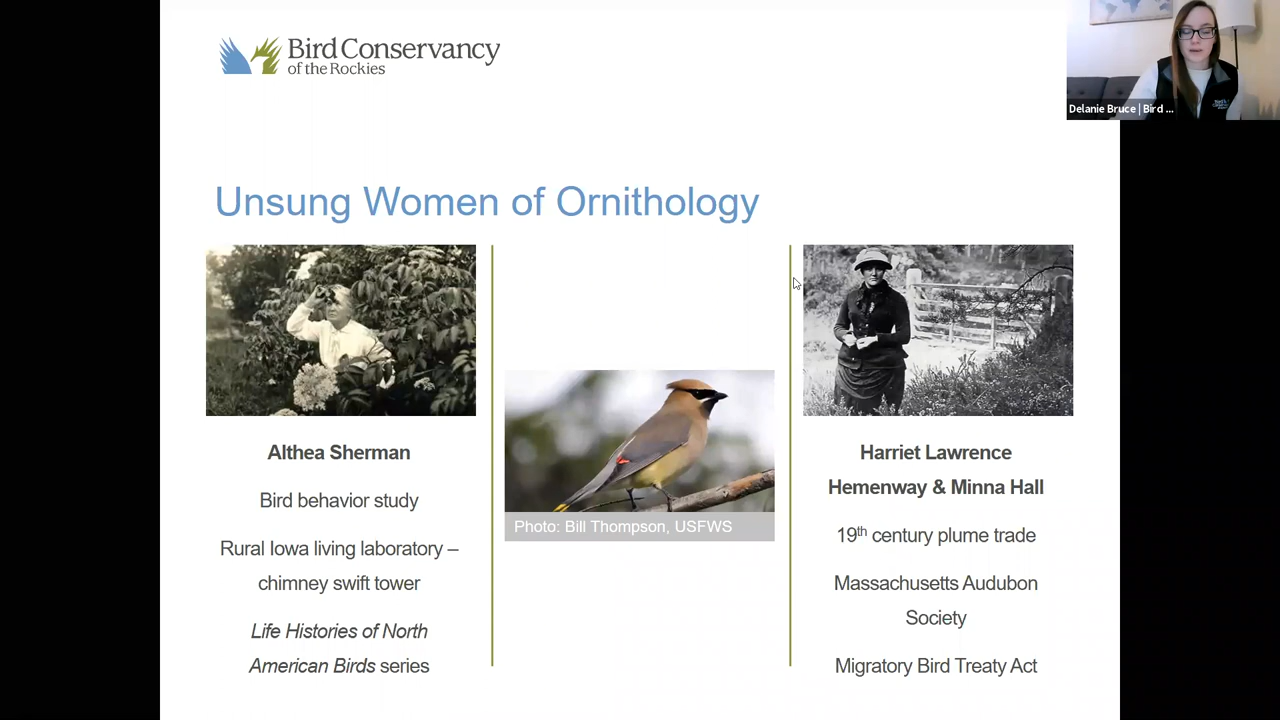 Bird Conservancy
of the Rockies
Delanie Bruce | Bird ...
Unsung Women of Ornithology
Althea Sherman
Bird behavior study
Rural Iowa living laboratory –
chimney swift tower
Life Histories of North
American Birds series
Photo: Bill Thompson, USFWS
Harriet Lawrence
Hemenway & Minna Hall
19th century plume trade
Massachusetts Audubon
Society
Migratory Bird Treaty Act